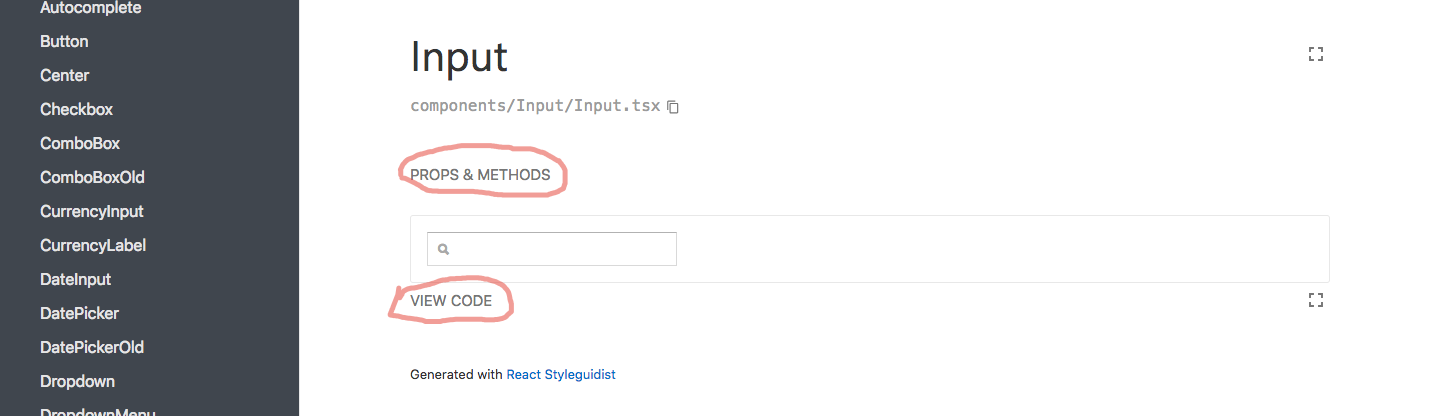 Autocomplete
Button
Center
Checkbox
ComboBox
ComboBoxOld
CurrencyInput
CurrencyLabel
DateInput
DatePicker
DatePickerOld
Dropdown
DropdownMenu
Input
components/Input/Input.tsx
PROPS & METHODS
VIEW CODE
Generated with React Styleguidist